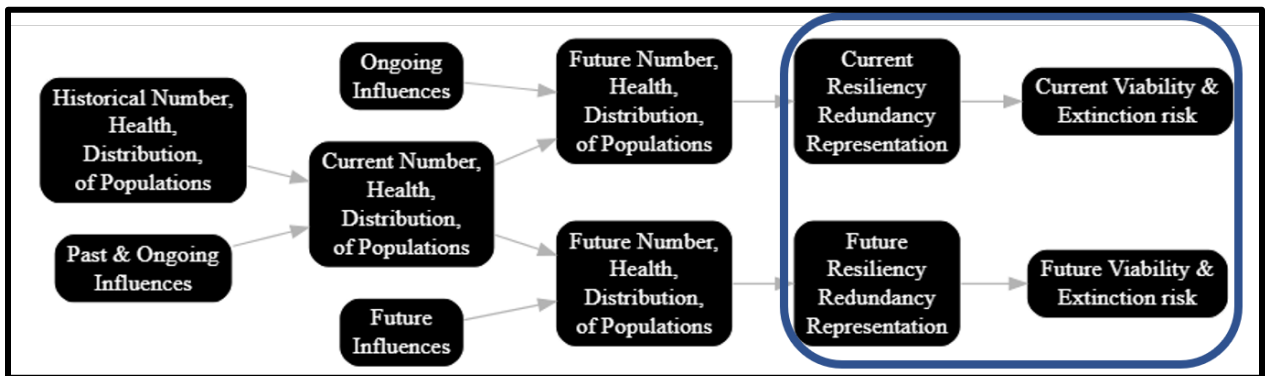 Historical Number,
Health,
Distribution,
of Populations
Past & Ongoing
Influences
Ongoing
Influences
Current Number,
Health,
Distribution,
of Populations
Future
Influences
Future Number,
Health,
Distribution,
of Populations
Future Number,
Health,
Distribution,
of Populations
Current
Resiliency
Redundancy
Representation
Future
Resiliency
Redundancy
Representation
Current Viability &
Extinction risk
Future Viability &
Extinction risk